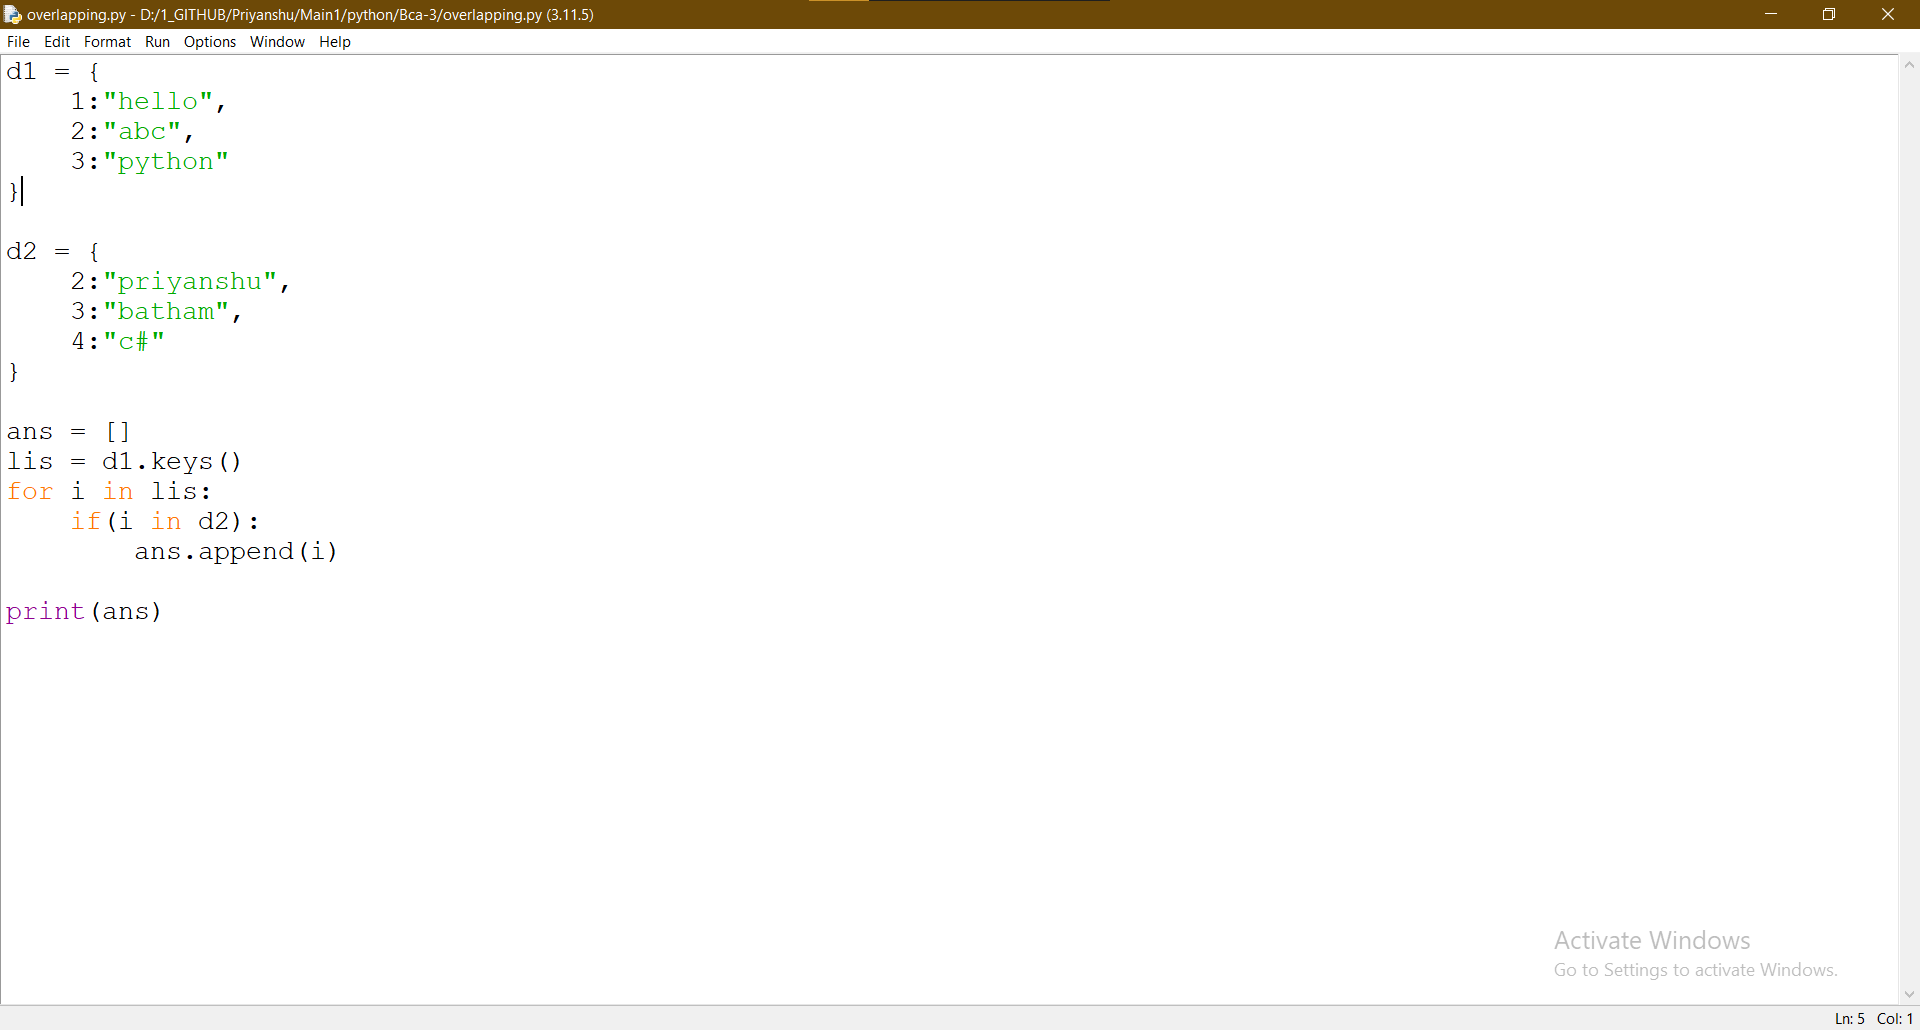 overlapping.py - D:/1_GITHUB/Priyanshu/Main1/python/Bca-3/overlapping.py (3.11.5)
File Edit Format Run Options Window Help
d1 = {
    1:"hello",
    2:"abc",
    3:"python"
}
d2 = {
    2:"priyanshu",
    3:"batham",
    4:"c#"
}
ans = []
lis = d1.keys()
for i in lis:
    if(i in d2):
        ans.append(i)
print(ans)
Activate Windows
Go to Settings to activate Windows.
Ln: 5 Col: 1